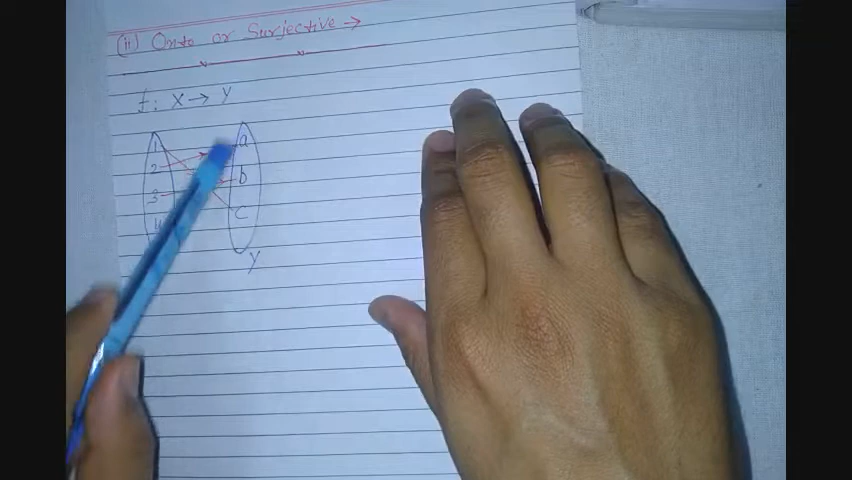 (ii) Onto or Surjective →
f: X → Y
1 a
2 b
3 c
4
Y